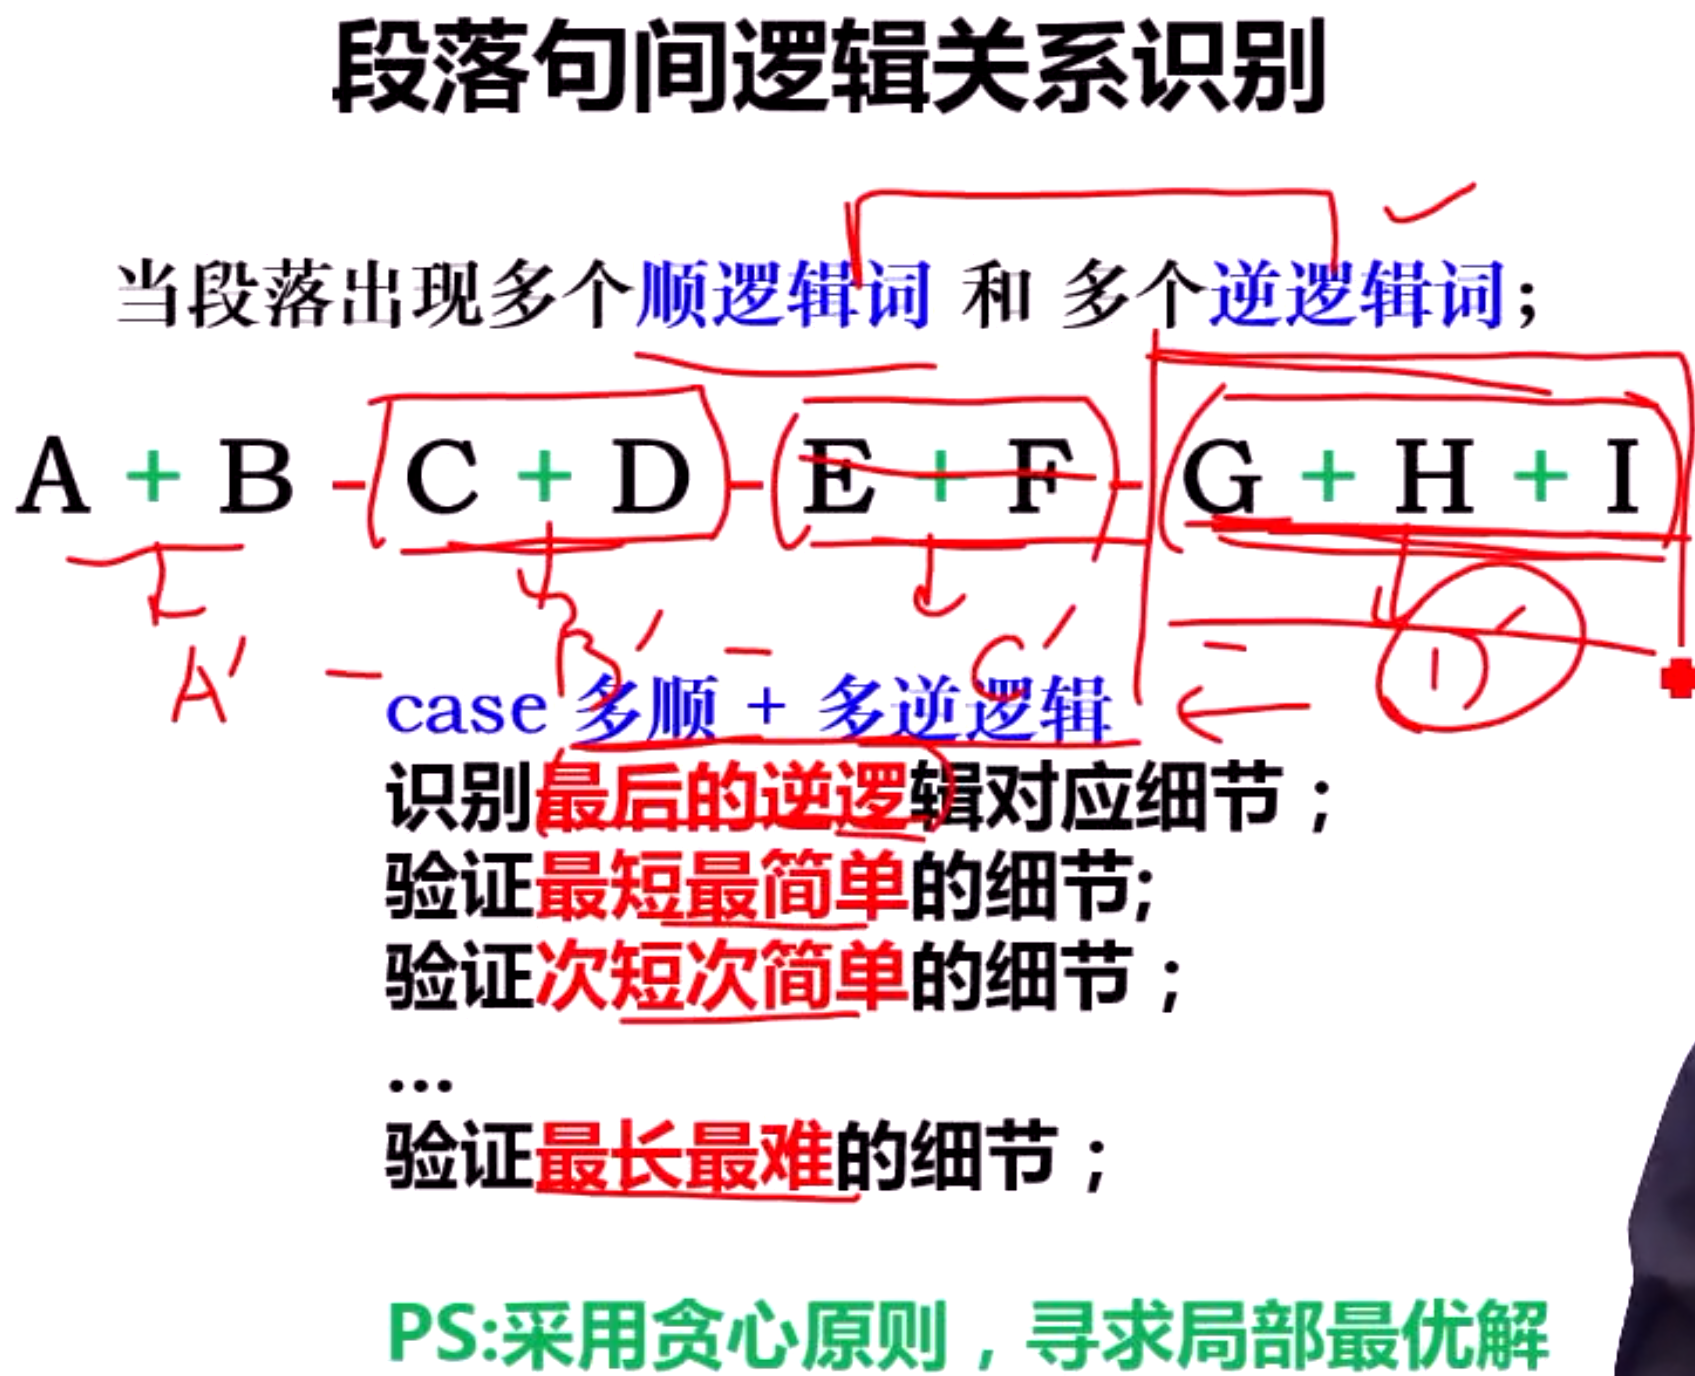 段落句间逻辑关系识别
当段落出现多个顺逻辑词 和 多个逆逻辑词;
A + B - C + D - E + F - G + H + I
A' - B' - C' - D'
case 多顺 + 多逆逻辑
识别最后的逆逻辑对应细节；
验证最短最简单的细节;
验证次短次简单的细节；
...
验证最长最难的细节；
PS:采用贪心原则，寻求局部最优解